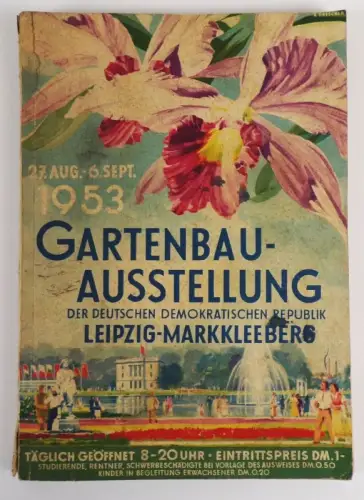 27. AUG. - 6. SEPT.
1953
GARTENBAU-
AUSSTELLUNG
DER DEUTSCHEN DEMOKRATISCHEN REPUBLIK
LEIPZIG-MARKKLEEBERG
TÄGLICH GEÖFFNET 8-20 UHR · EINTRITTSPREIS DM.1.-
STUDIERENDE, RENTNER, SCHWERBESCHÄDIGTE BEI VORLAGE DES AUSWEISES DM.0.50
KINDER IN BEGLEITUNG ERWACHSENER DM.0.20